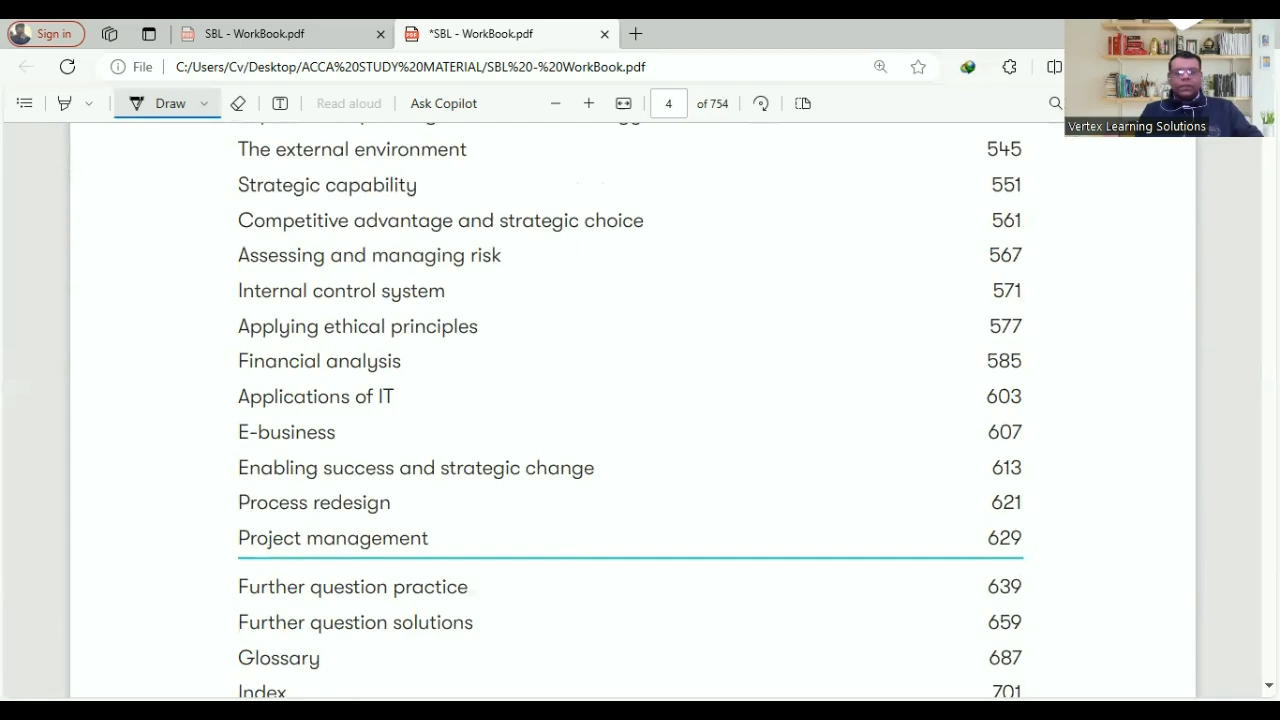 Sign in
SBL - WorkBook.pdf
*SBL - WorkBook.pdf
File
C:/Users/Cv/Desktop/ACCA%20STUDY%20MATERIAL/SBL%20-%20WorkBook.pdf
Draw
Read aloud
Ask Copilot
4
of 754
Vertex Learning Solutions
The external environment 545
Strategic capability 551
Competitive advantage and strategic choice 561
Assessing and managing risk 567
Internal control system 571
Applying ethical principles 577
Financial analysis 585
Applications of IT 603
E-business 607
Enabling success and strategic change 613
Process redesign 621
Project management 629
Further question practice 639
Further question solutions 659
Glossary 687
Index 701